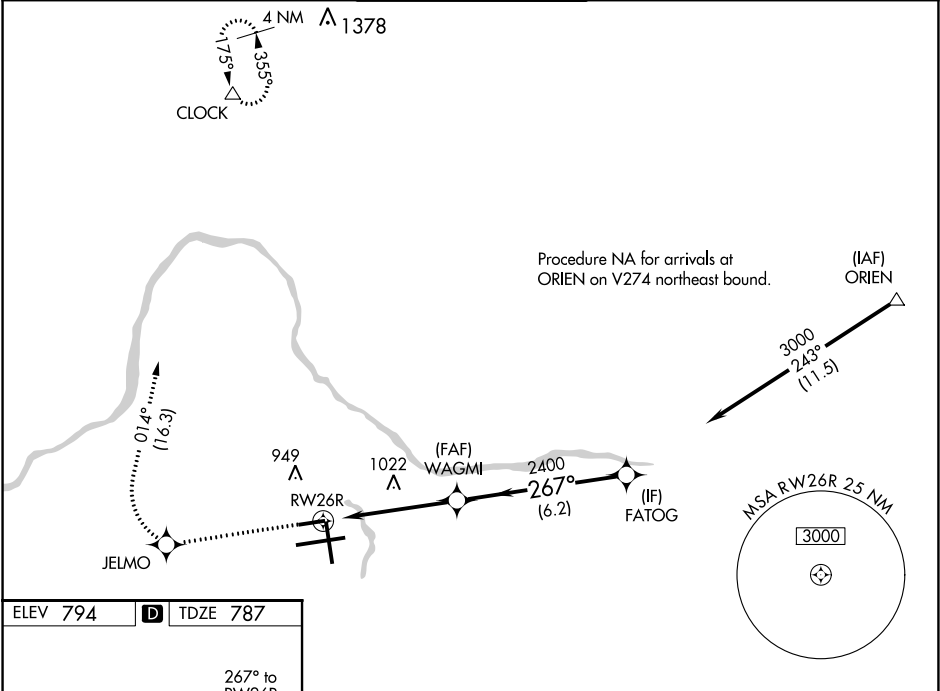 4 NM
1378
175°
355°
CLOCK
Procedure NA for arrivals at
ORIEN on V274 northeast bound.
(IAF)
ORIEN
3000
243°
(11.5)
014°
(16.3)
949
1022
(FAF)
WAGMI
2400
267°
(6.2)
(IF)
FATOG
RW26R
JELMO
MSA RW26R 25 NM
3000
ELEV 794 D TDZE 787
267° to
RW26R